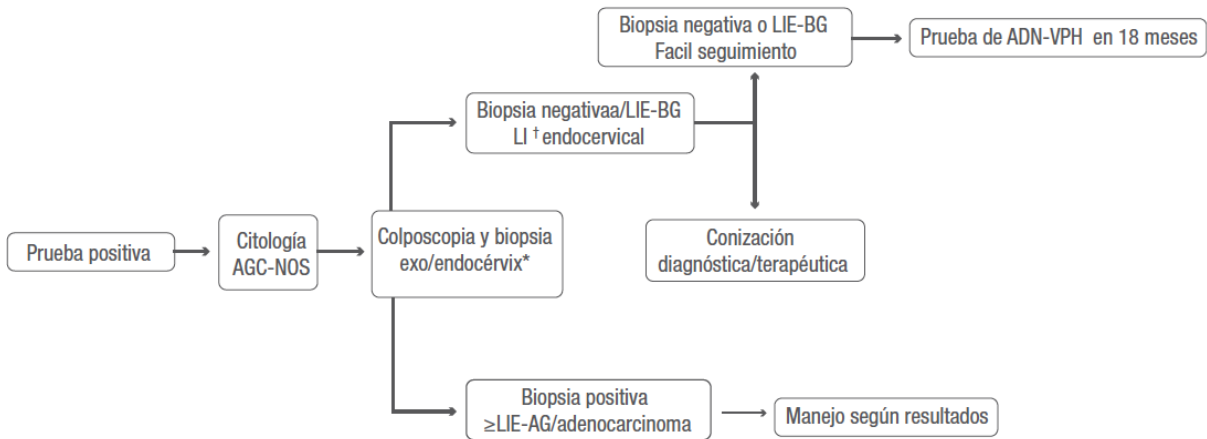 Biopsia negativa o LIE-BG
Facil seguimiento
Prueba de ADN-VPH en 18 meses
Biopsia negativaa/LIE-BG
LI † endocervical
Prueba positiva
Citología
AGC-NOS
Colposcopia y biopsia
exo/endocérvix*
Conización
diagnóstica/terapéutica
Biopsia positiva
≥LIE-AG/adenocarcinoma
Manejo según resultados